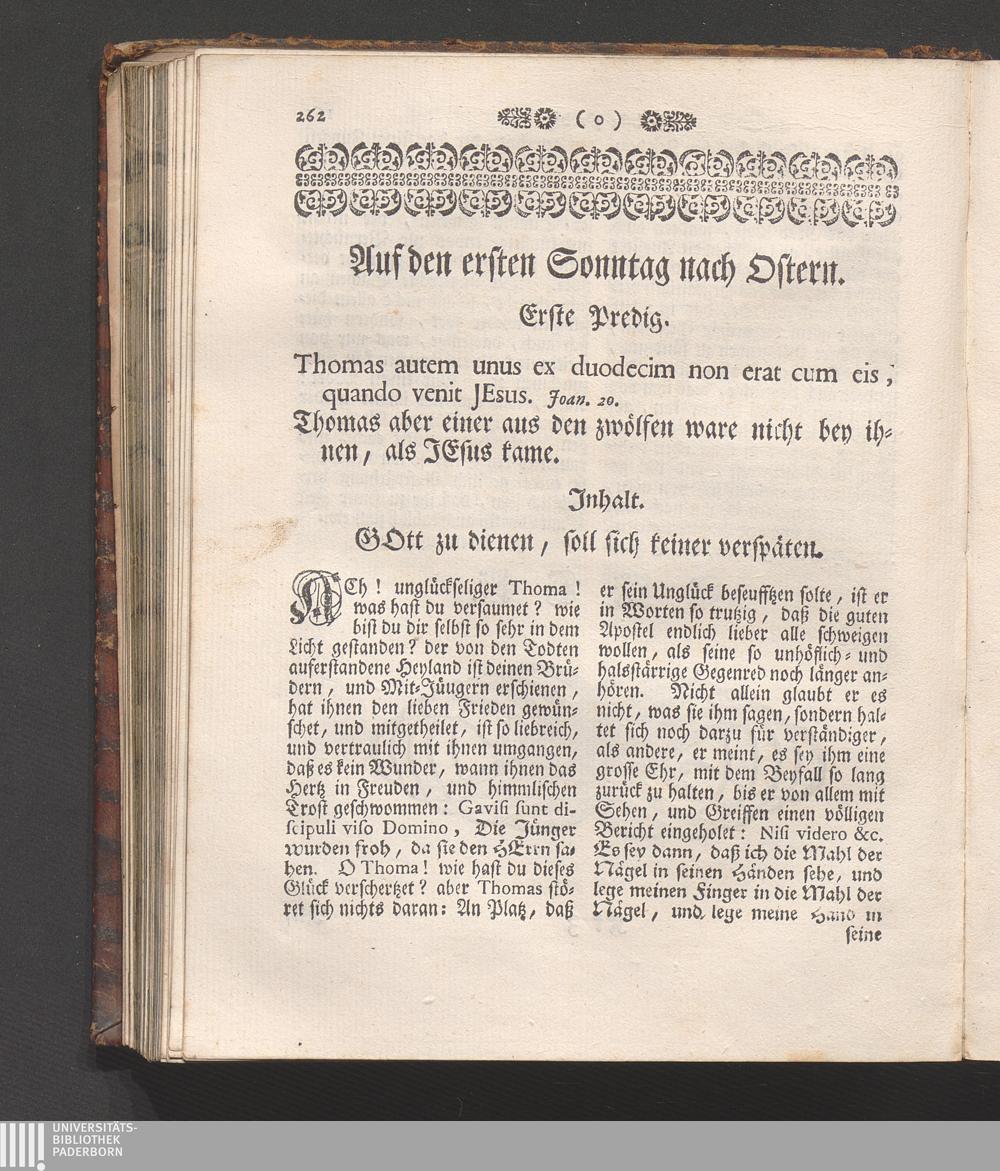 262 ( o )
Auf den ersten Sonntag nach Ostern.
Erste Predig.
Thomas autem unus ex duodecim non erat cum eis,
quando venit JEsus. Joan. 20.
Thomas aber einer aus den zwölfen ware nicht bey ih-
nen, als JEsus kame.
Inhalt.
GOtt zu dienen, soll sich keiner verspäten.
ACh! unglückseliger Thoma!
was hast du versaumet? wie
bist du dir selbst so sehr in dem
Licht gestanden? der von den Todten
auferstandene Heyland ist deinen Brü-
dern, und Mit-Jüugern erschienen,
hat ihnen den lieben Frieden gewün-
schet, und mitgetheilet, ist so liebreich,
und vertraulich mit ihnen umgangen,
daß es kein Wunder, wann ihnen das
Hertz in Freuden, und himmlischen
Trost geschwommen: Gavisi sunt di-
scipuli viso Domino, Die Jünger
wurden froh, da sie den HErrn sa-
hen. O Thoma! wie hast du dieses
Glück verschertzet? aber Thomas stö-
ret sich nichts daran: An Platz, daß
er sein Unglück beseufftzen solte, ist er
in Worten so trutzig, daß die guten
Apostel endlich lieber alle schweigen
wollen, als seine so unhöflich- und
halsstärrige Gegenred noch länger an-
hören. Nicht allein glaubt er es
nicht, was sie ihm sagen, sondern hal-
tet sich noch darzu für verständiger,
als andere, er meint, es sey ihm eine
grosse Ehr, mit dem Beyfall so lang
zurück zu halten, bis er von allem mit
Sehen, und Greiffen einen völligen
Bericht eingeholet: Nisi videro &c.
Es sey dann, daß ich die Mahl der
Nägel in seinen Händen sehe, und
lege meinen Finger in die Mahl der
Nägel, und lege meine Hand in
seine
UNIVERSITÄTS-
BIBLIOTHEK
PADERBORN